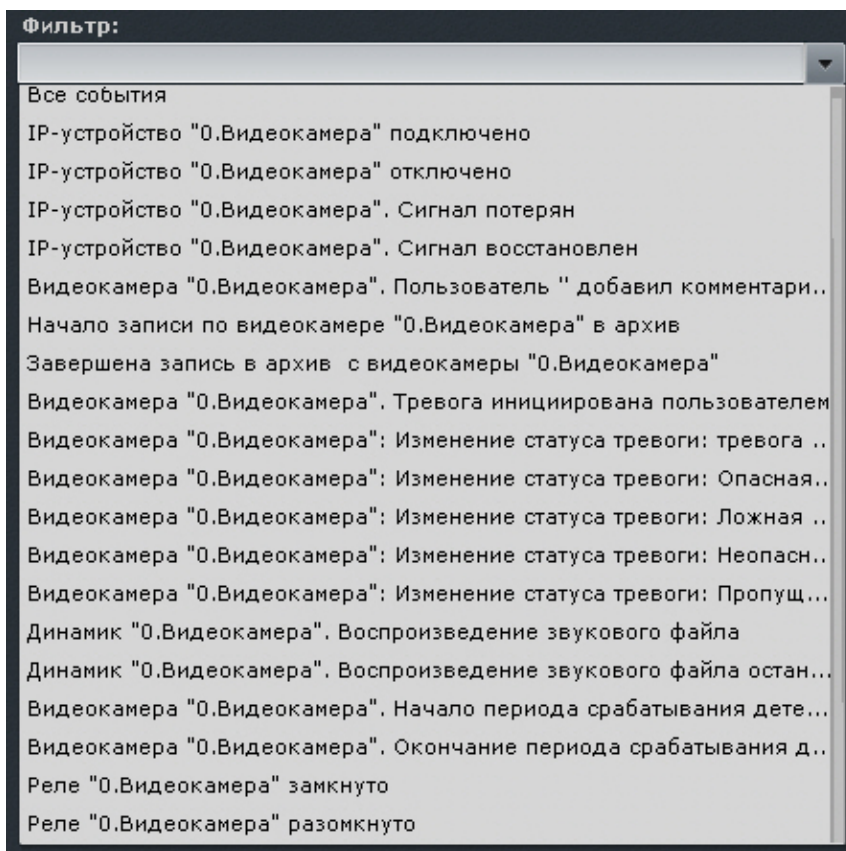 Фильтр:
Все события
IP-устройство "0.Видеокамера" подключено
IP-устройство "0.Видеокамера" отключено
IP-устройство "0.Видеокамера". Сигнал потерян
IP-устройство "0.Видеокамера". Сигнал восстановлен
Видеокамера "0.Видеокамера". Пользователь '' добавил комментари..
Начало записи по видеокамере "0.Видеокамера" в архив
Завершена запись в архив  с видеокамеры "0.Видеокамера"
Видеокамера "0.Видеокамера". Тревога инициирована пользователем
Видеокамера "0.Видеокамера": Изменение статуса тревоги: тревога ..
Видеокамера "0.Видеокамера": Изменение статуса тревоги: Опасная..
Видеокамера "0.Видеокамера": Изменение статуса тревоги: Ложная ..
Видеокамера "0.Видеокамера": Изменение статуса тревоги: Неопасн..
Видеокамера "0.Видеокамера": Изменение статуса тревоги: Пропущ...
Динамик "0.Видеокамера". Воспроизведение звукового файла
Динамик "0.Видеокамера". Воспроизведение звукового файла остан...
Видеокамера "0.Видеокамера". Начало периода срабатывания дете...
Видеокамера "0.Видеокамера". Окончание периода срабатывания д..
Реле "0.Видеокамера" замкнуто
Реле "0.Видеокамера" разомкнуто